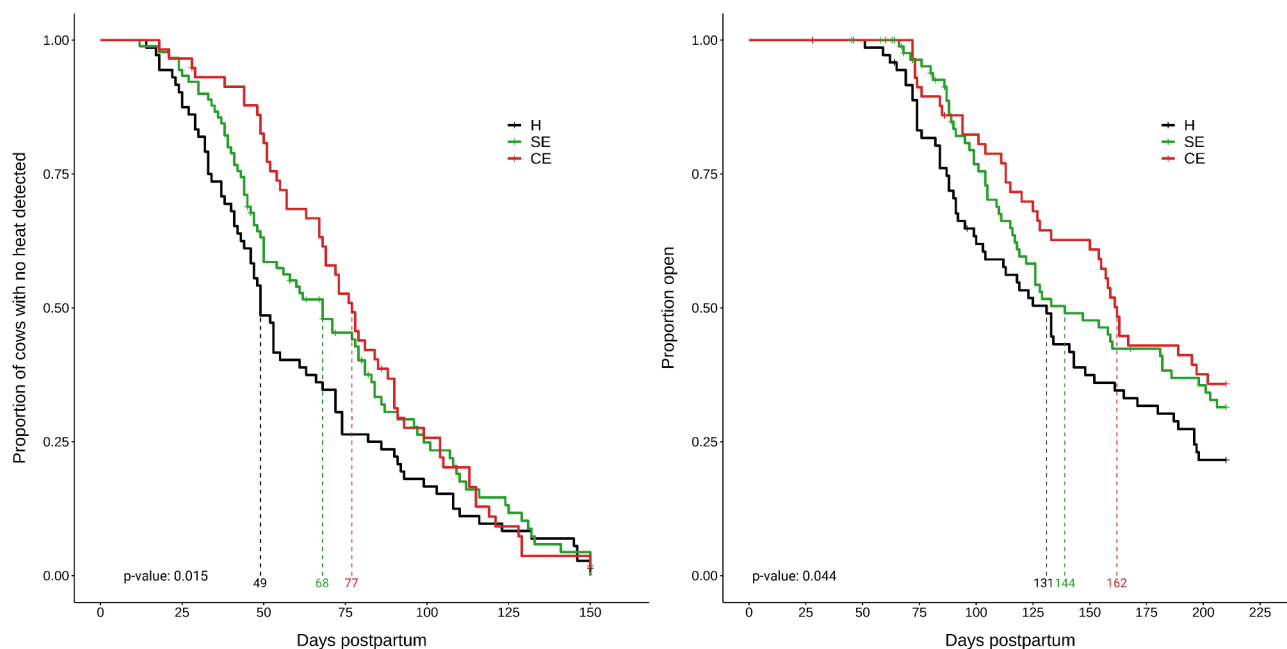 1.00
0.75
0.50
0.25
0.00
Proportion of cows with no heat detected
H
SE
CE
p-value: 0.015
49
68
77
0 25 50 75 100 125 150
Days postpartum
1.00
0.75
0.50
0.25
0.00
Proportion open
H
SE
CE
p-value: 0.044
131
144
162
0 25 50 75 100 125 150 175 200 225
Days postpartum